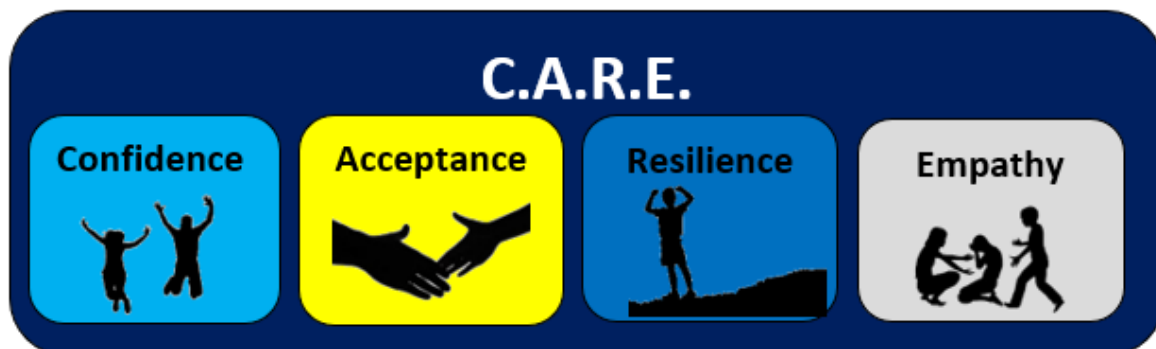 C.A.R.E.
Confidence
Acceptance
Resilience
Empathy